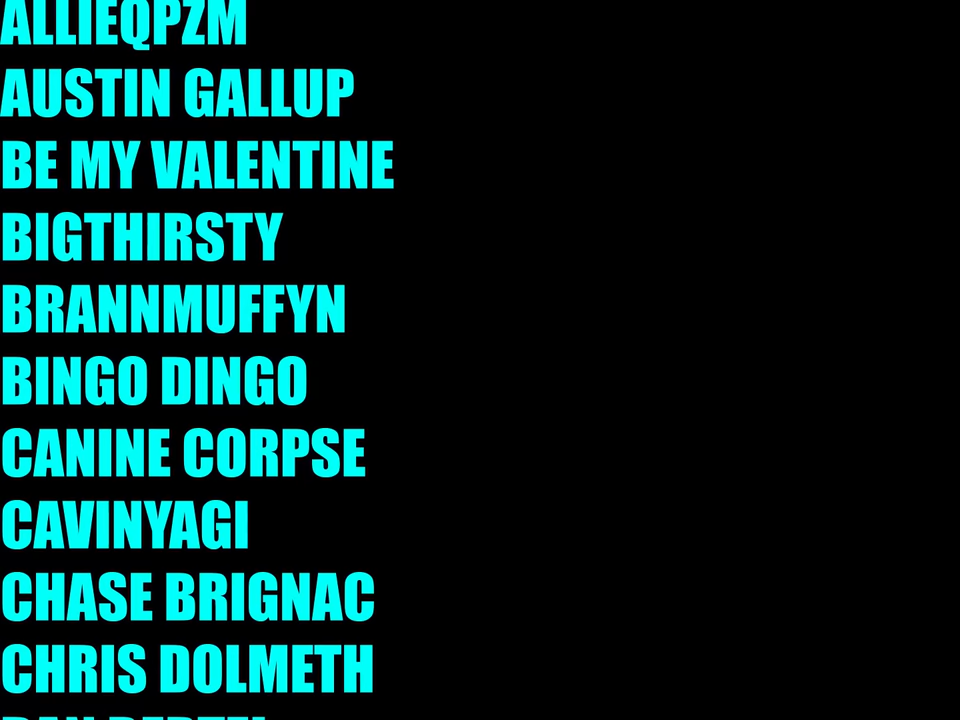 ALLIEQPZM
AUSTIN GALLUP
BE MY VALENTINE
BIGTHIRSTY
BRANNMUFFYN
BINGO DINGO
CANINE CORPSE
CAVINYAGI
CHASE BRIGNAC
CHRIS DOLMETH